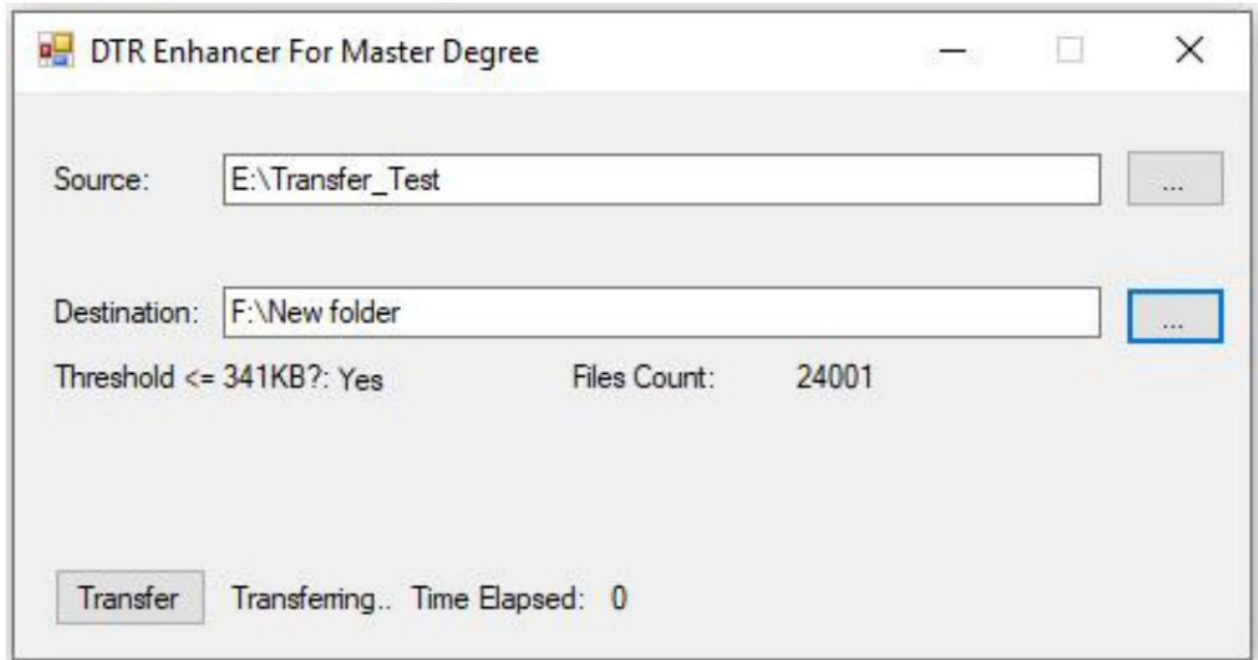 DTR Enhancer For Master Degree
Source: E:\Transfer_Test ...
Destination: F:\New folder ...
Threshold <= 341KB?: Yes Files Count: 24001
Transfer Transferring.. Time Elapsed: 0